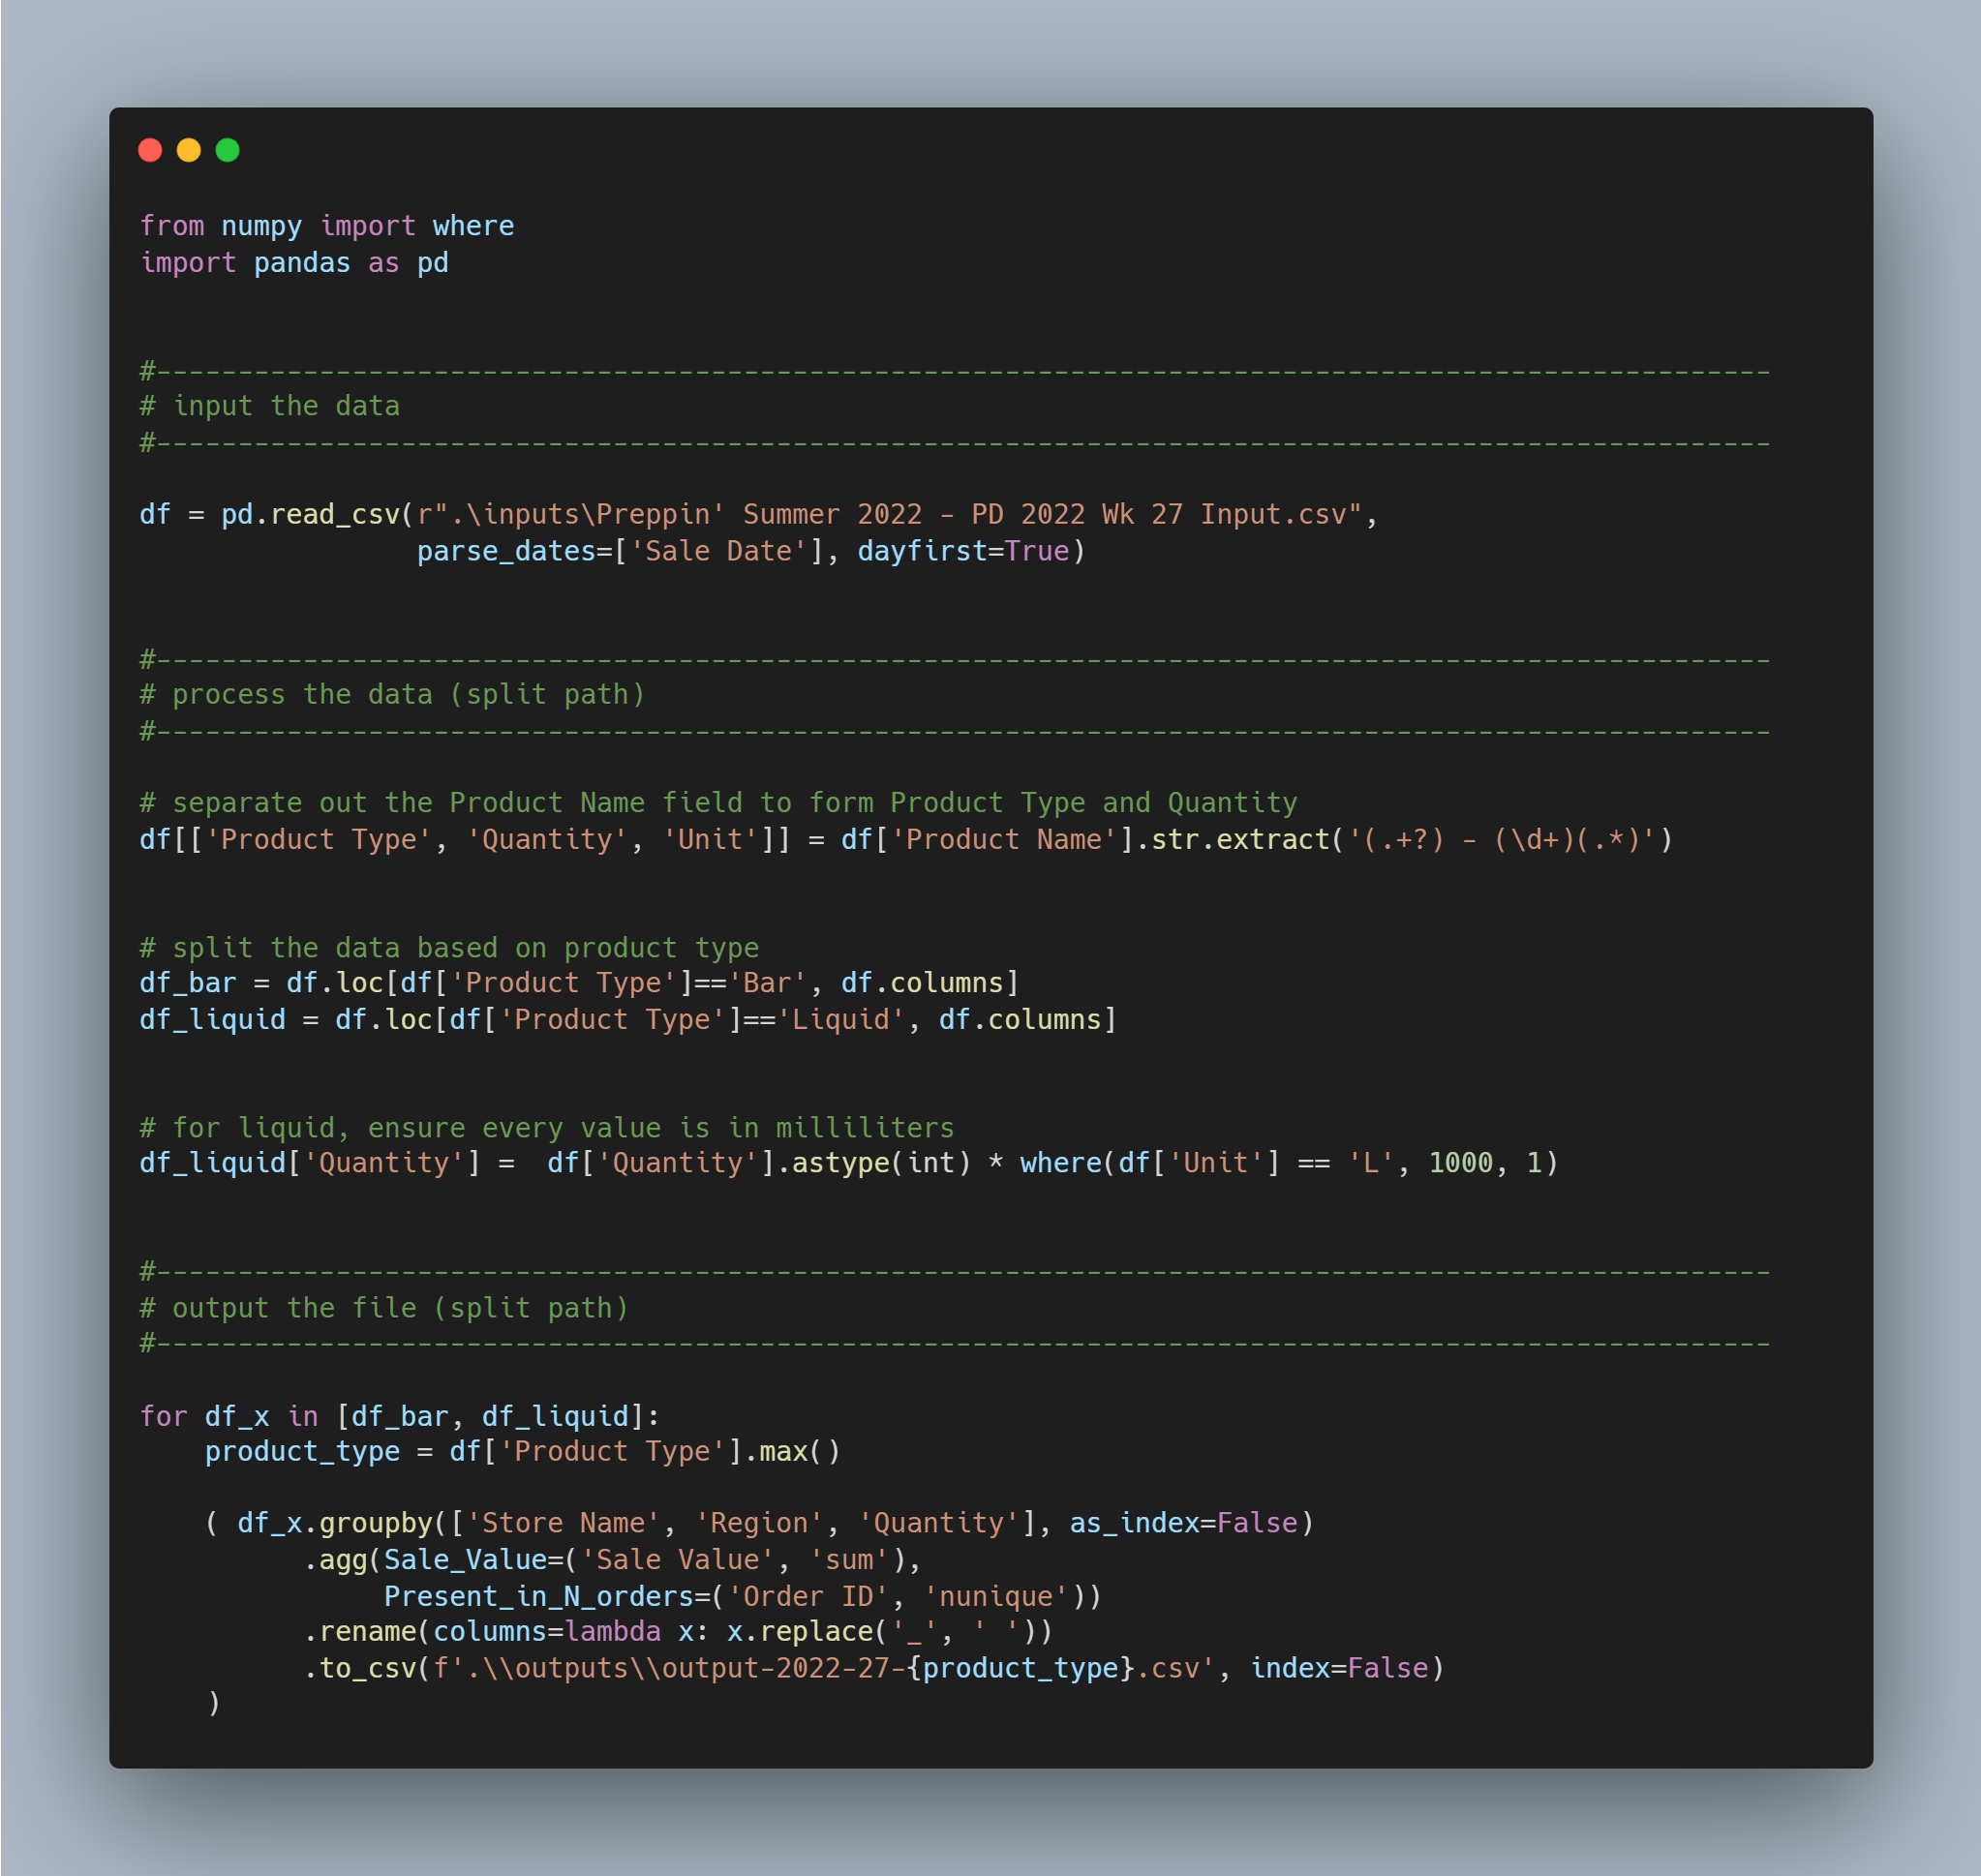 from numpy import where
import pandas as pd
#---------------------------------------------------------------------------------------------------
# input the data
#---------------------------------------------------------------------------------------------------
df = pd.read_csv(r".\inputs\Preppin' Summer 2022 - PD 2022 Wk 27 Input.csv",
                 parse_dates=['Sale Date'], dayfirst=True)
#---------------------------------------------------------------------------------------------------
# process the data (split path)
#---------------------------------------------------------------------------------------------------
# separate out the Product Name field to form Product Type and Quantity
df[['Product Type', 'Quantity', 'Unit']] = df['Product Name'].str.extract('(.+?) - (\d+)(.*)')
# split the data based on product type
df_bar = df.loc[df['Product Type']=='Bar', df.columns]
df_liquid = df.loc[df['Product Type']=='Liquid', df.columns]
# for liquid, ensure every value is in milliliters
df_liquid['Quantity'] =  df['Quantity'].astype(int) * where(df['Unit'] == 'L', 1000, 1)
#---------------------------------------------------------------------------------------------------
# output the file (split path)
#---------------------------------------------------------------------------------------------------
for df_x in [df_bar, df_liquid]:
    product_type = df['Product Type'].max()
    ( df_x.groupby(['Store Name', 'Region', 'Quantity'], as_index=False)
          .agg(Sale_Value=('Sale Value', 'sum'),
               Present_in_N_orders=('Order ID', 'nunique'))
          .rename(columns=lambda x: x.replace('_', ' '))
          .to_csv(f'.\\outputs\\output-2022-27-{product_type}.csv', index=False)
    )